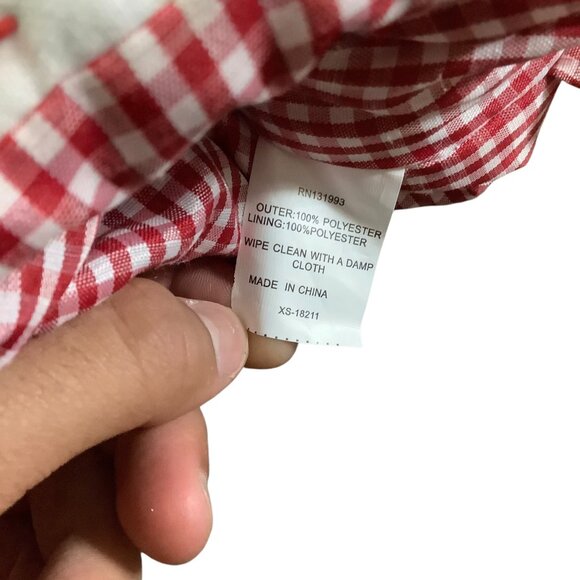 RN131993
OUTER:100% POLYESTER
LINING:100%POLYESTER
WIPE CLEAN WITH A DAMP
CLOTH
MADE IN CHINA
XS-18211